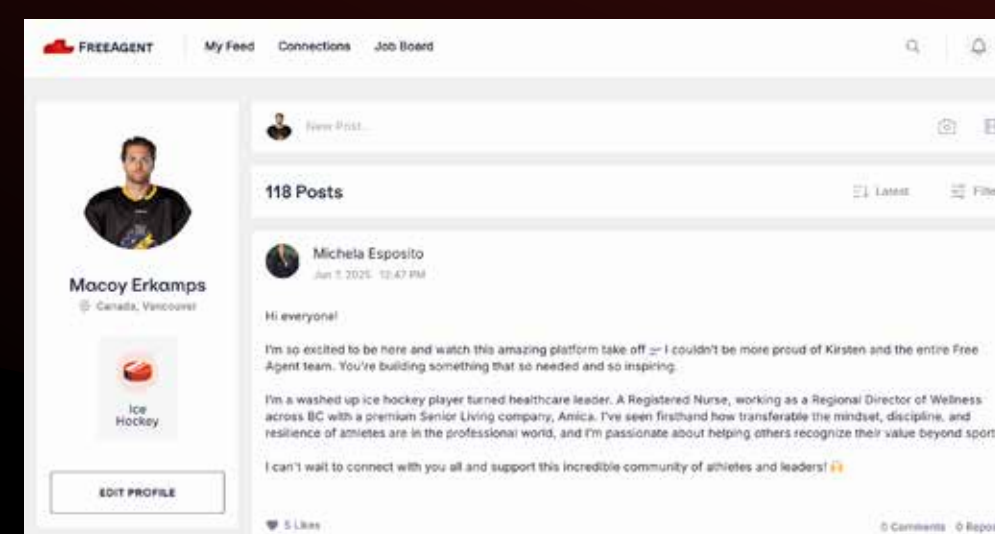 FREEAGENT
My Feed
Connections
Job Board
New Post...
118 Posts
Latest
Macoy Erkamps
Canada, Vancouver
Ice
Hockey
EDIT PROFILE
Michela Esposito
Jun 7, 2025 12:47 PM
Hi everyone!
I'm so excited to be here and watch this amazing platform take off I couldn't be more proud of Kirsten and the entire Free
Agent team. You're building something that so needed and so inspiring.
I'm a washed up ice hockey player turned healthcare leader. A Registered Nurse, working as a Regional Director of Wellness
across BC with a premium Senior Living company, Amica. I've seen firsthand how transferable the mindset, discipline, and
resilience of athletes are in the professional world, and I'm passionate about helping others recognize their value beyond sport
I can't wait to connect with you all and support this incredible community of athletes and leaders! 🙌
5 Likes
0 Comments